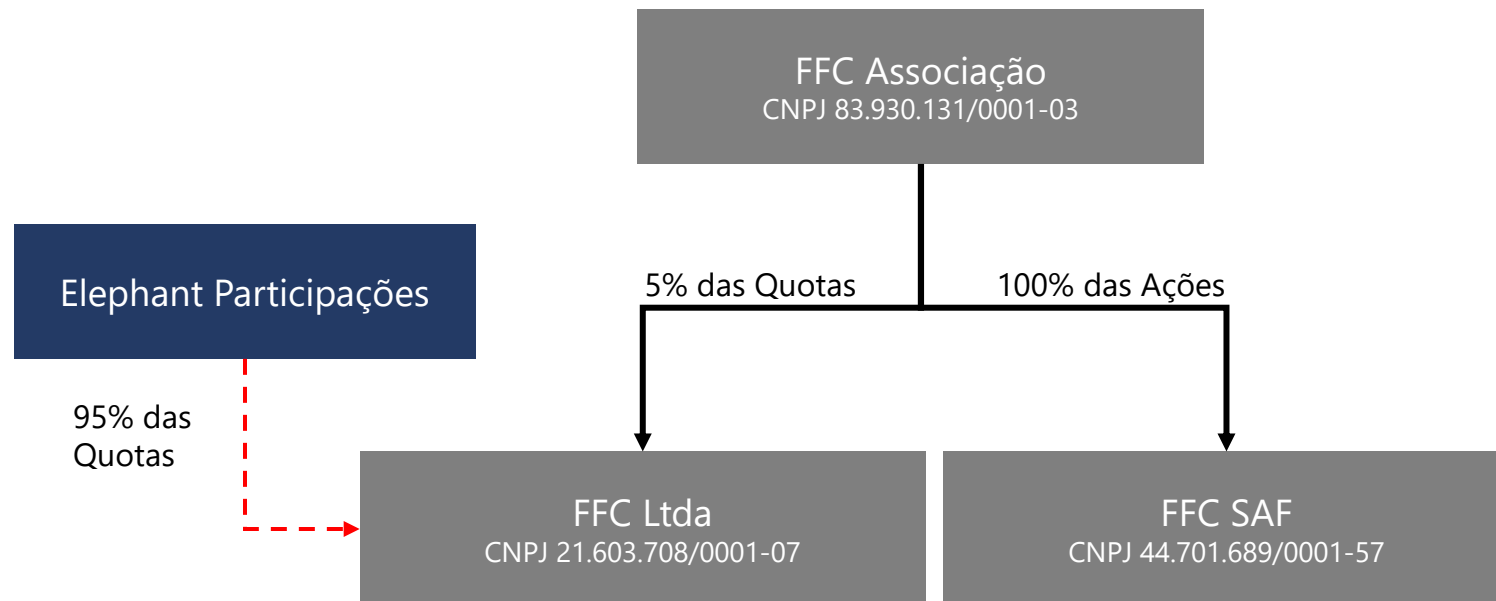 FFC Associação
CNPJ 83.930.131/0001-03
Elephant Participações
5% das Quotas
100% das Ações
95% das
Quotas
FFC Ltda
CNPJ 21.603.708/0001-07
FFC SAF
CNPJ 44.701.689/0001-57